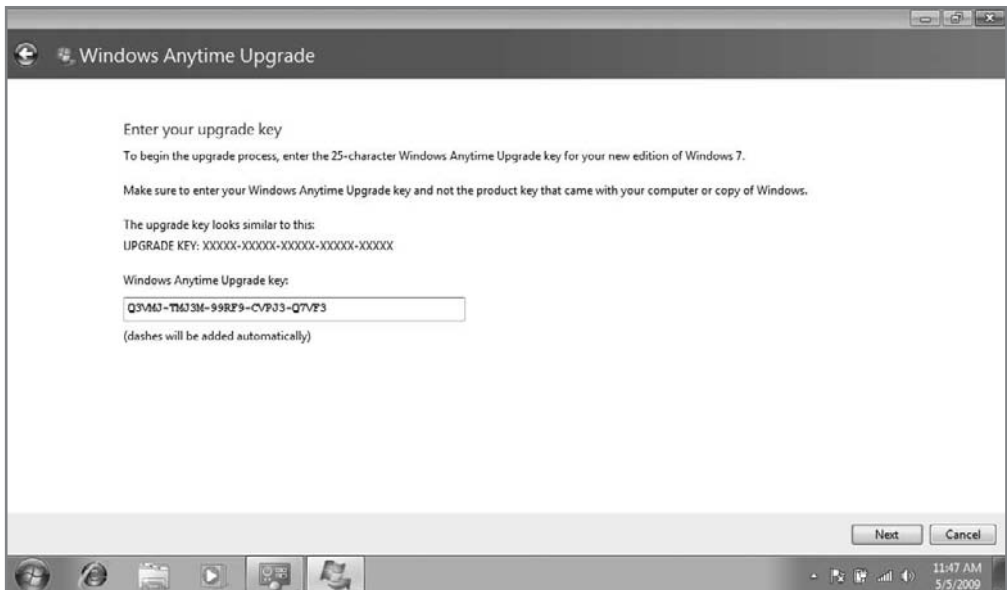 Windows Anytime Upgrade
Enter your upgrade key
To begin the upgrade process, enter the 25-character Windows Anytime Upgrade key for your new edition of Windows 7.
Make sure to enter your Windows Anytime Upgrade key and not the product key that came with your computer or copy of Windows.
The upgrade key looks similar to this:
UPGRADE KEY: XXXXX-XXXXX-XXXXX-XXXXX-XXXXX
Windows Anytime Upgrade key:
Q3VMJ-TMJ3M-99RF9-CVPJ3-Q7VF3
(dashes will be added automatically)
Next
Cancel
11:47 AM
5/5/2009